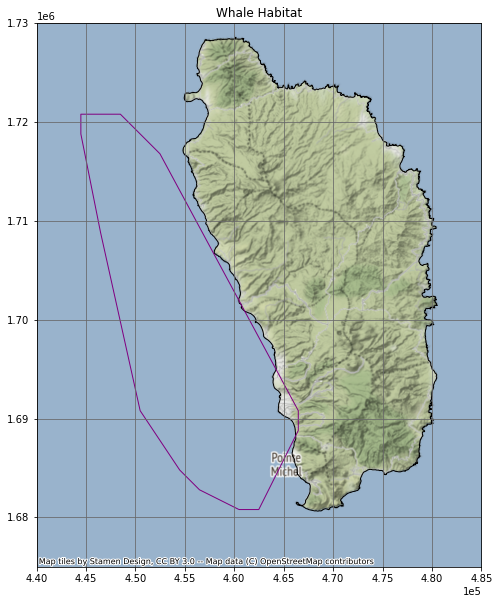 Whale Habitat
1e6
1.73
1.72
1.71
1.70
1.69
1.68
Pointe
Michel
Map tiles by Stamen Design, CC BY 3.0 -- Map data (C) OpenStreetMap contributors
4.40 4.45 4.50 4.55 4.60 4.65 4.70 4.75 4.80 4.85
1e5